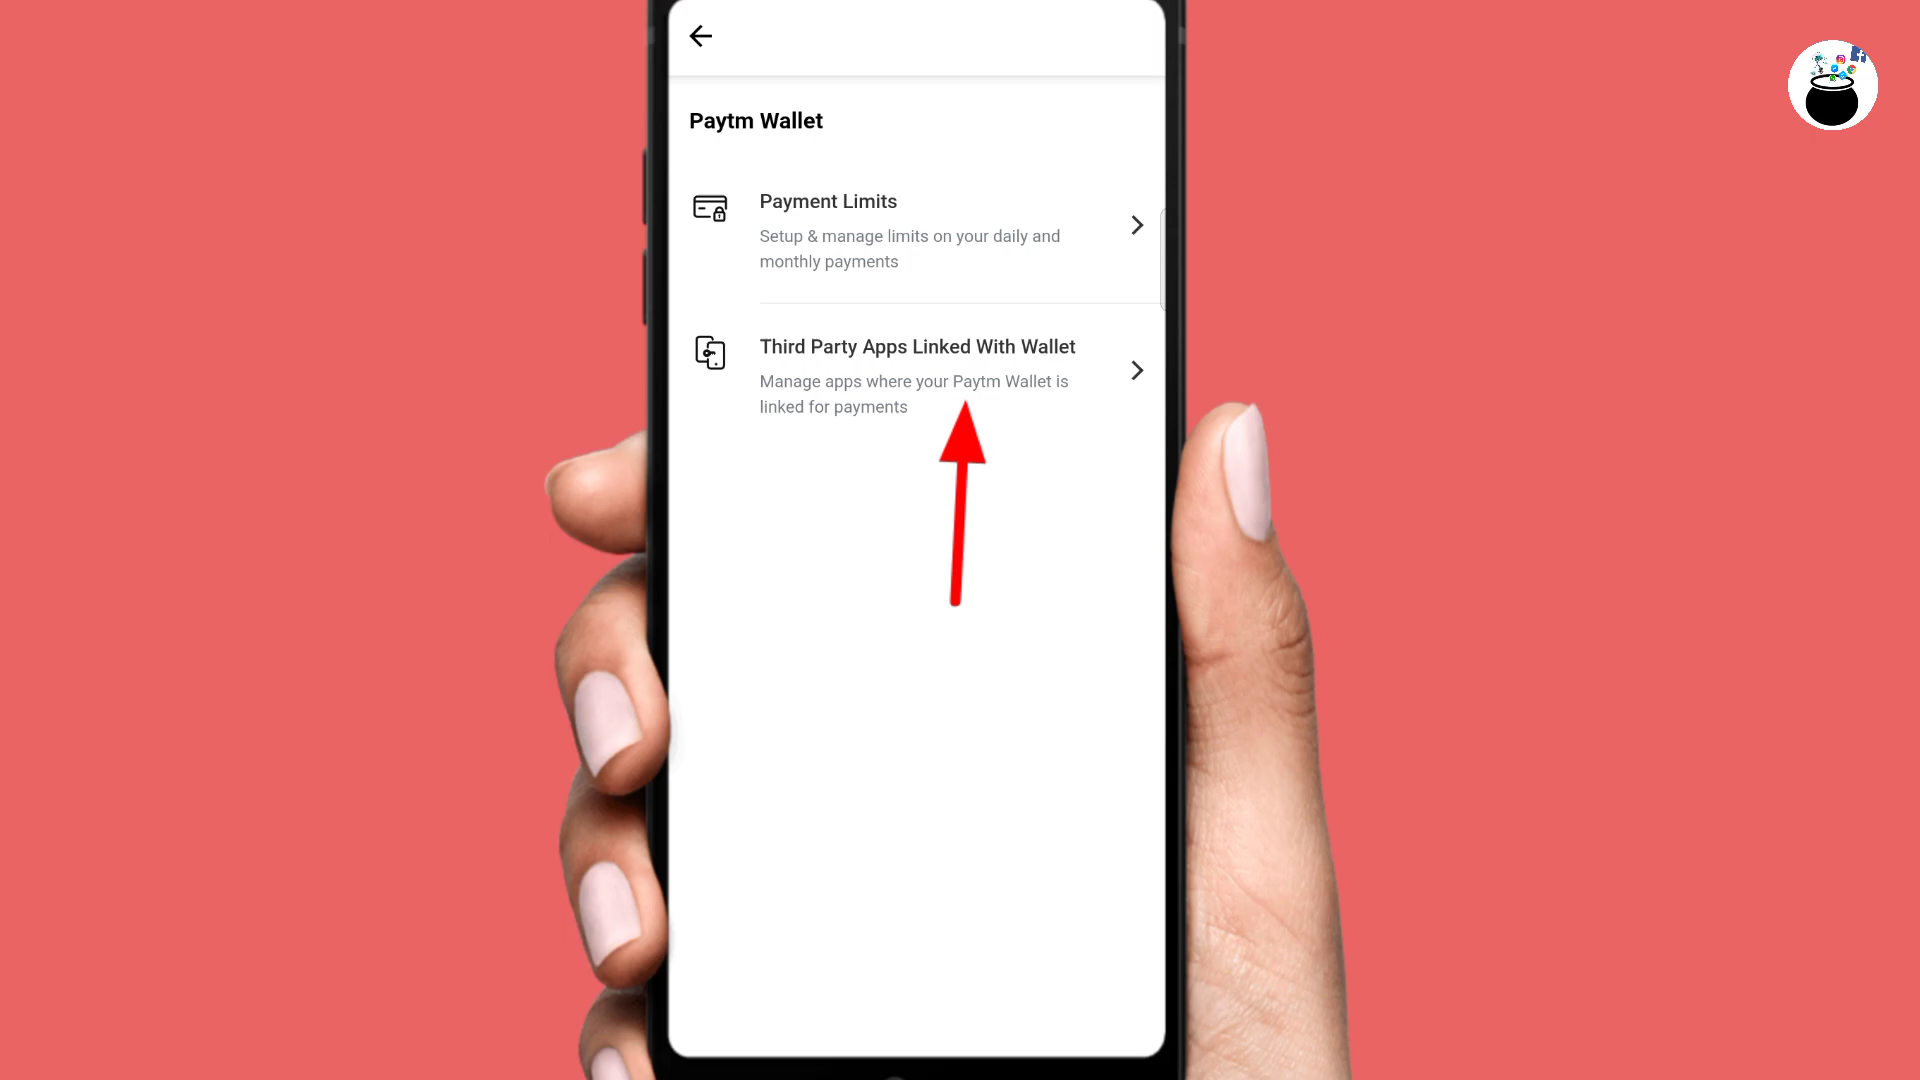 Paytm Wallet
Payment Limits
Setup & manage limits on your daily and
monthly payments
Third Party Apps Linked With Wallet
Manage apps where your Paytm Wallet is
linked for payments